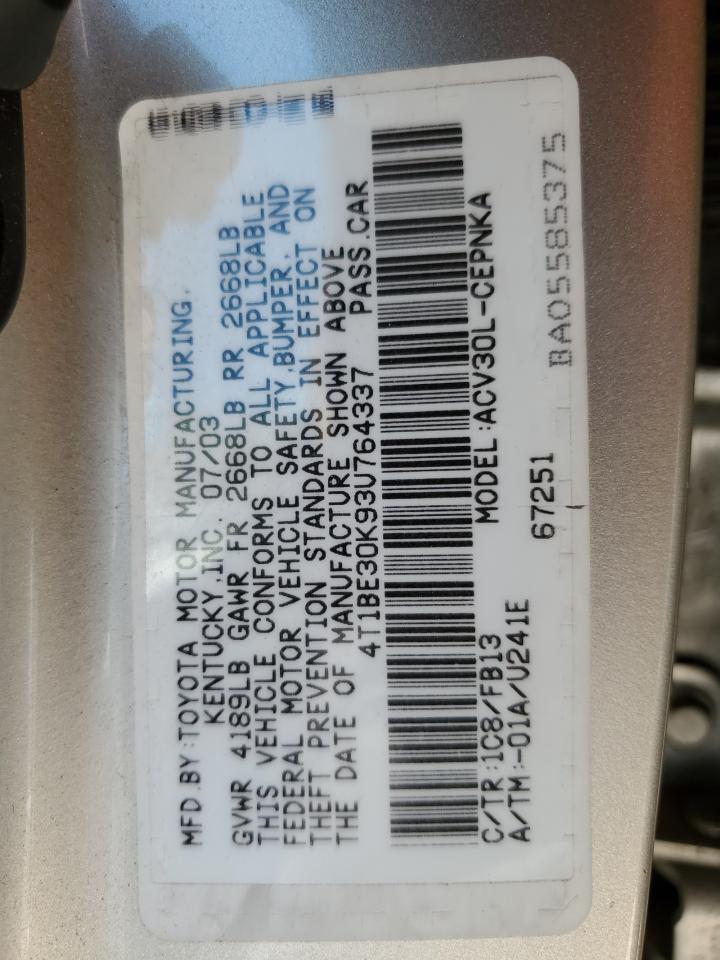 MFD.BY:TOYOTA MOTOR MANUFACTURING.
KENTUCKY.INC. 07/03
GVWR 4189LB GAWR FR 2668LB RR 2668LB
THIS VEHICLE CONFORMS TO ALL APPLICABLE
FEDERAL MOTOR VEHICLE SAFETY,BUMPER, AND
THEFT PREVENTION STANDARDS IN EFFECT ON
THE DATE OF MANUFACTURE SHOWN ABOVE
4T1BE30K93U764337 PASS.CAR
C/TR:1C8/FB13 MODEL:ACV30L-CEPNKA
A/TM:-01A/U241E 67251
BA05585375